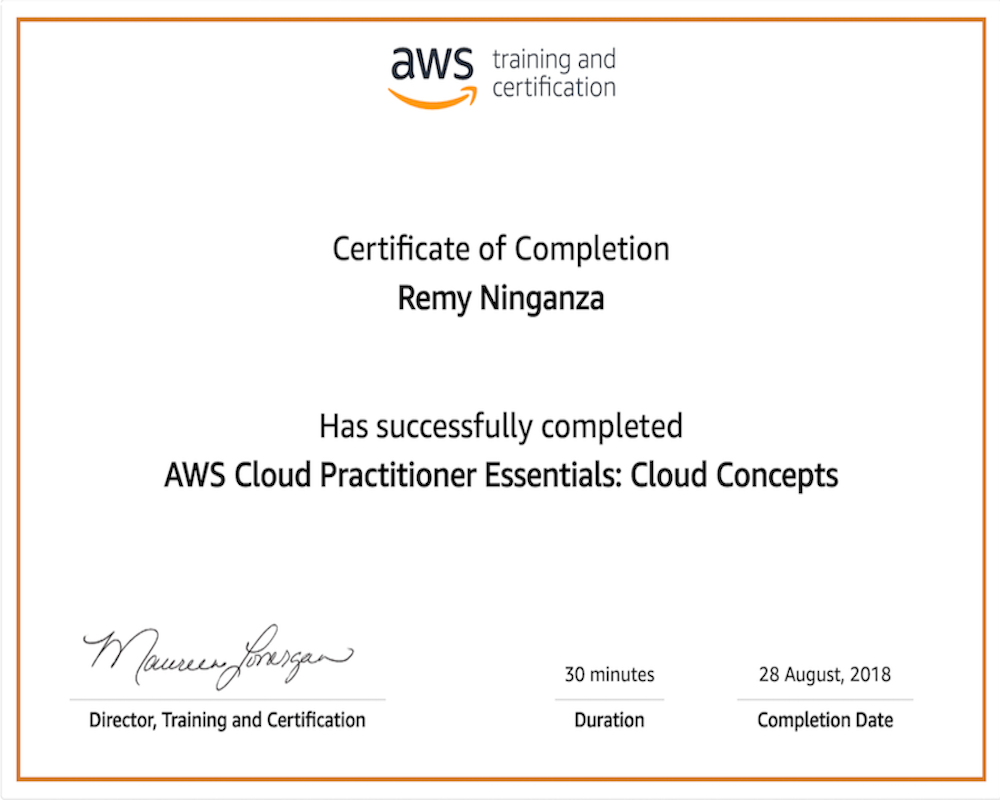 aws training and
certification
Certificate of Completion
Remy Ninganza
Has successfully completed
AWS Cloud Practitioner Essentials: Cloud Concepts
Maureen Lonergan
Director, Training and Certification
30 minutes
Duration
28 August, 2018
Completion Date